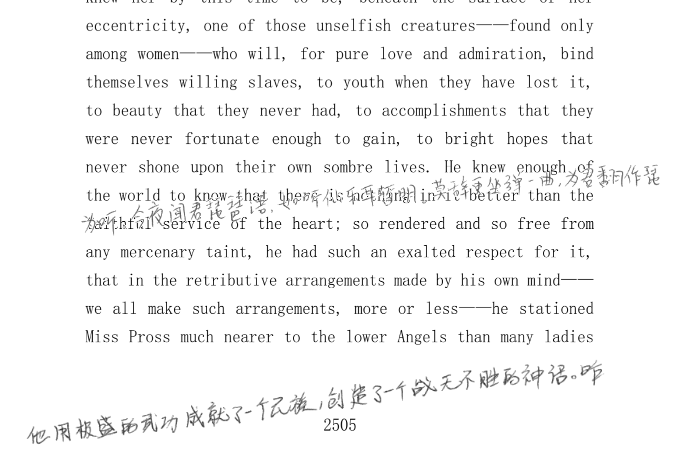 knew her by this time to be, beneath the surface of her
eccentricity, one of those unselfish creatures——found only
among women——who will, for pure love and admiration, bind
themselves willing slaves, to youth when they have lost it,
to beauty that they never had, to accomplishments that they
were never fortunate enough to gain, to bright hopes that
never shone upon their own sombre lives. He knew enough of
the world to know that there is nothing in it better than the
今夜闻君琵琶语,如听仙乐耳暂明。莫辞更坐弹一曲,为君翻作琵琶
faithful service of the heart; so rendered and so free from
any mercenary taint, he had such an exalted respect for it,
that in the retributive arrangements made by his own mind——
we all make such arrangements, more or less——he stationed
Miss Pross much nearer to the lower Angels than many ladies
他用极盛的武功成就了一个民族,创造了一个战无不胜的神话。昨
2505